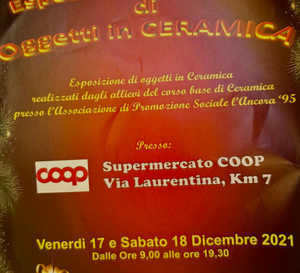 di
Oggetti in CERAMICA
Esposizione di oggetti in Ceramica
realizzati dagli allievi del corso base di Ceramica
presso l'Associazione di Promozione Sociale l'Ancora '95
Presso:
coop
Supermercato COOP
Via Laurentina, Km 7
Venerdi 17 e Sabato 18 Dicembre 2021
Dalle Ore 9,00 alle ore 19,30